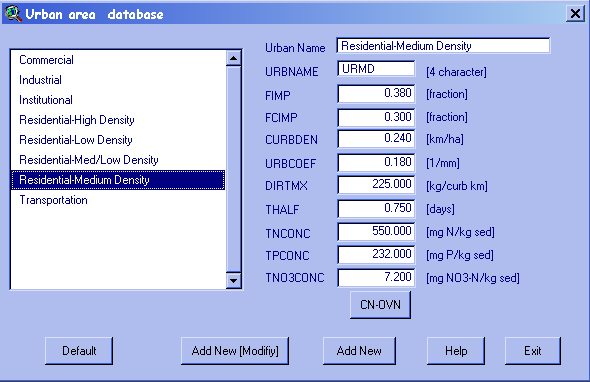 Urban area database
Commercial
Industrial
Institutional
Residential-High Density
Residential-Low Density
Residential-Med/Low Density
Residential-Medium Density
Transportation
Urban Name Residential-Medium Density
URBNAME URMD [4 character]
FIMP 0.380 [fraction]
FCIMP 0.300 [fraction]
CURBDEN 0.240 [km/ha]
URBCOEF 0.180 [1/mm]
DIRTMX 225.000 [kg/curb km]
THALF 0.750 [days]
TNCONC 550.000 [mg N/kg sed]
TPCONC 232.000 [mg P/kg sed]
TNO3CONC 7.200 [mg NO3-N/kg sed]
CN-OVN
Default Add New [Modifiy] Add New Help Exit